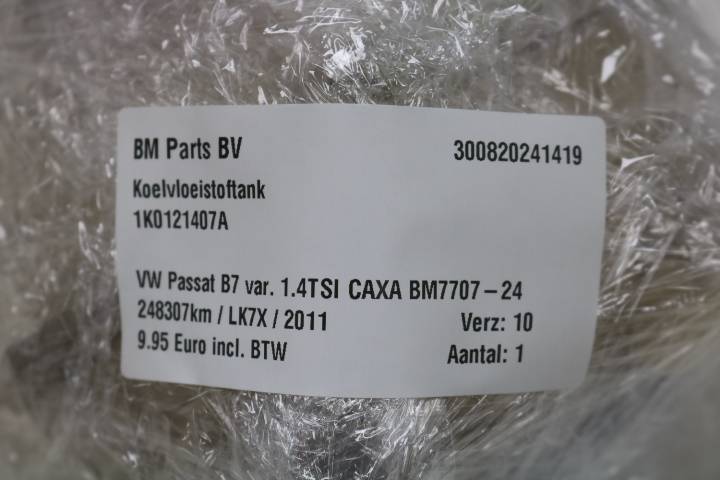 BM Parts BV 300820241419
Koelvloeistoftank
1K0121407A
VW Passat B7 var. 1.4TSI CAXA BM7707-24
248307km / LK7X / 2011 Verz: 10
9.95 Euro incl. BTW Aantal: 1